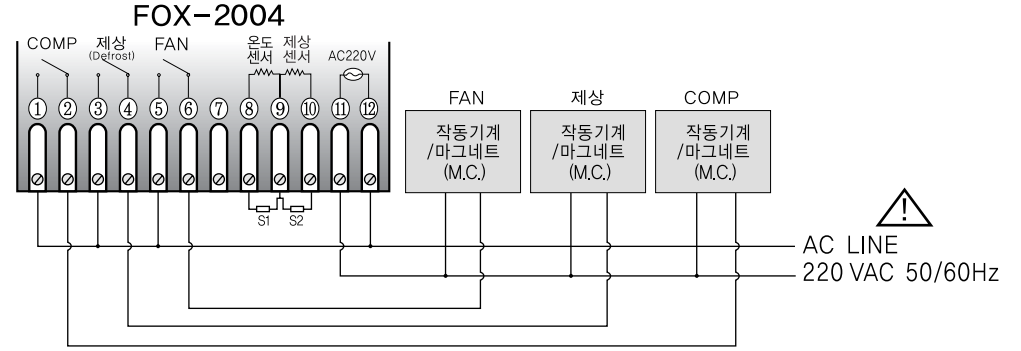 FOX-2004
COMP 제상 FAN 온도 제상 AC220V
(Defrost) 센서 센서
① ② ③ ④ ⑤ ⑥ ⑦ ⑧ ⑨ ⑩ ⑪ ⑫
FAN 제상 COMP
작동기계 작동기계 작동기계
/마그네트 /마그네트 /마그네트
(M.C.) (M.C.) (M.C.)
S1 S2
AC LINE
220 VAC 50/60Hz